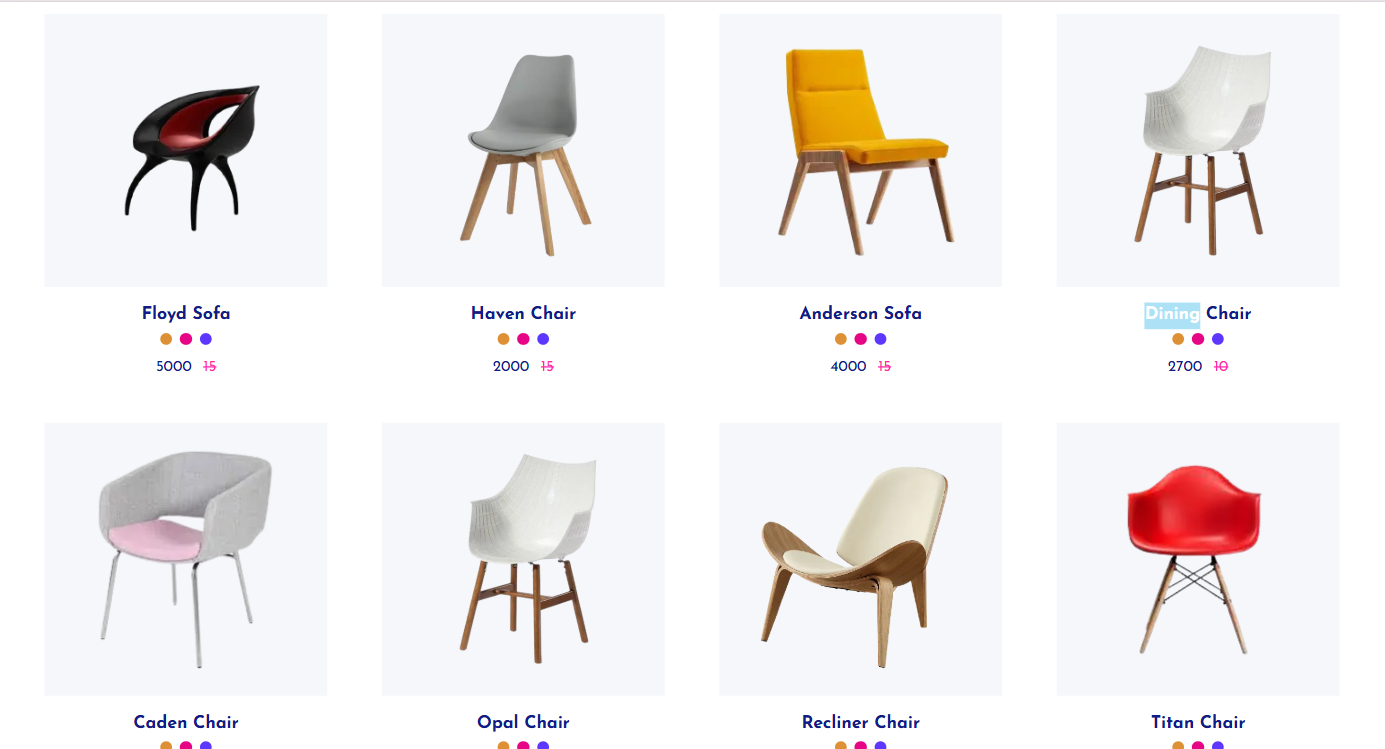 Floyd Sofa
Haven Chair
Anderson Sofa
Dining Chair
5000 15
2000 15
4000 15
2700 10
Caden Chair
Opal Chair
Recliner Chair
Titan Chair